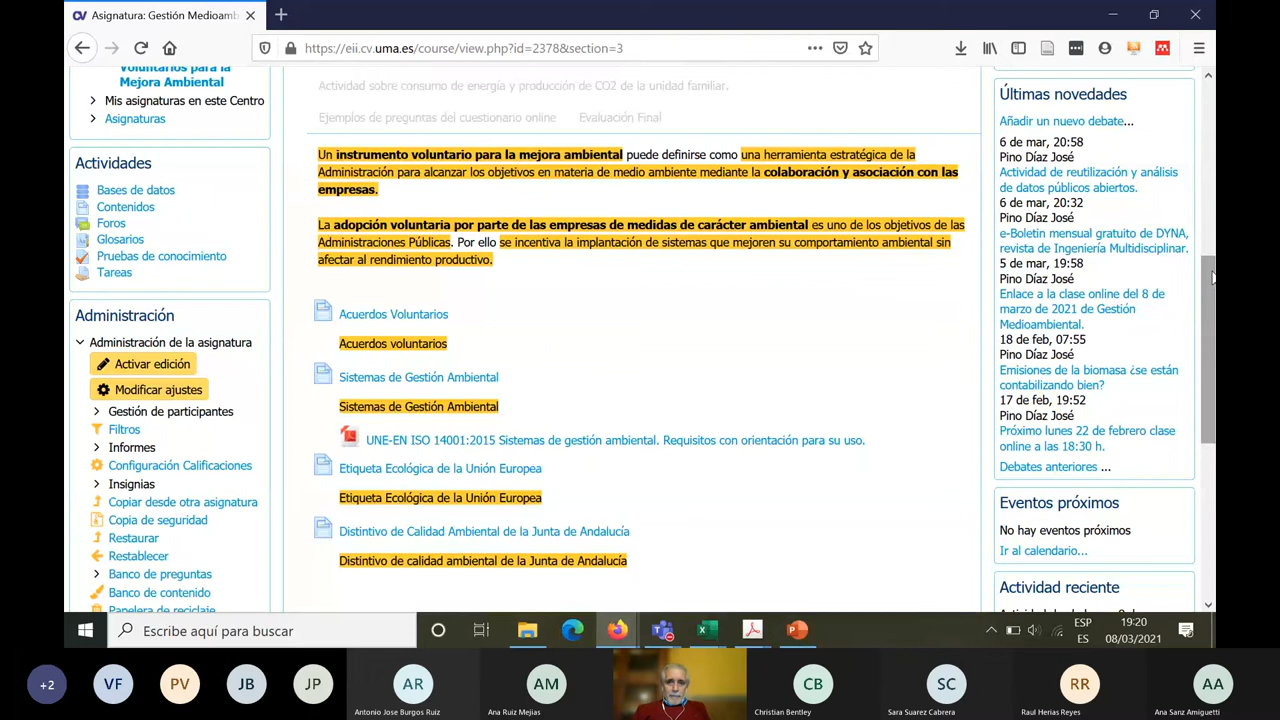 Asignatura: Gestión Medioamb
https://eii.cv.uma.es/course/view.php?id=2378&section=3
Voluntarios para la
Mejora Ambiental
Mis asignaturas en este Centro
Asignaturas
Actividades
Bases de datos
Contenidos
Foros
Glosarios
Pruebas de conocimiento
Tareas
Administración
Administración de la asignatura
Activar edición
Modificar ajustes
Gestión de participantes
Filtros
Informes
Configuración Calificaciones
Insignias
Copiar desde otra asignatura
Copia de seguridad
Restaurar
Restablecer
Banco de preguntas
Banco de contenido
Papelera de reciclaje
Actividad sobre consumo de energía y producción de CO2 de la unidad familiar.
Ejemplos de preguntas del cuestionario online Evaluación Final
Un instrumento voluntario para la mejora ambiental puede definirse como una herramienta estratégica de la
Administración para alcanzar los objetivos en materia de medio ambiente mediante la colaboración y asociación con las
empresas.
La adopción voluntaria por parte de las empresas de medidas de carácter ambiental es uno de los objetivos de las
Administraciones Públicas. Por ello se incentiva la implantación de sistemas que mejoren su comportamiento ambiental sin
afectar al rendimiento productivo.
Acuerdos Voluntarios
Acuerdos voluntarios
Sistemas de Gestión Ambiental
Sistemas de Gestión Ambiental
UNE-EN ISO 14001:2015 Sistemas de gestión ambiental. Requisitos con orientación para su uso.
Etiqueta Ecológica de la Unión Europea
Etiqueta Ecológica de la Unión Europea
Distintivo de Calidad Ambiental de la Junta de Andalucía
Distintivo de calidad ambiental de la Junta de Andalucía
Últimas novedades
Añadir un nuevo debate...
6 de mar, 20:58
Pino Díaz José
Actividad de reutilización y análisis
de datos públicos abiertos.
6 de mar, 20:32
Pino Díaz José
e-Boletin mensual gratuito de DYNA,
revista de Ingeniería Multidisciplinar.
5 de mar, 19:58
Pino Díaz José
Enlace a la clase online del 8 de
marzo de 2021 de Gestión
Medioambiental.
18 de feb, 07:55
Pino Díaz José
Emisiones de la biomasa ¿se están
contabilizando bien?
17 de feb, 19:52
Pino Díaz José
Próximo lunes 22 de febrero clase
online a las 18:30 h.
Debates anteriores ...
Eventos próximos
No hay eventos próximos
Ir al calendario...
Actividad reciente
Escribe aquí para buscar
ESP
ES
19:20
08/03/2021
+2
VF
PV
JB
JP
AR
Antonio Jose Burgos Ruiz
AM
Ana Ruiz Mejias
CB
Christian Bentley
SC
Sara Suarez Cabrera
RR
Raul Herias Reyes
AA
Ana Sanz Amiguetti